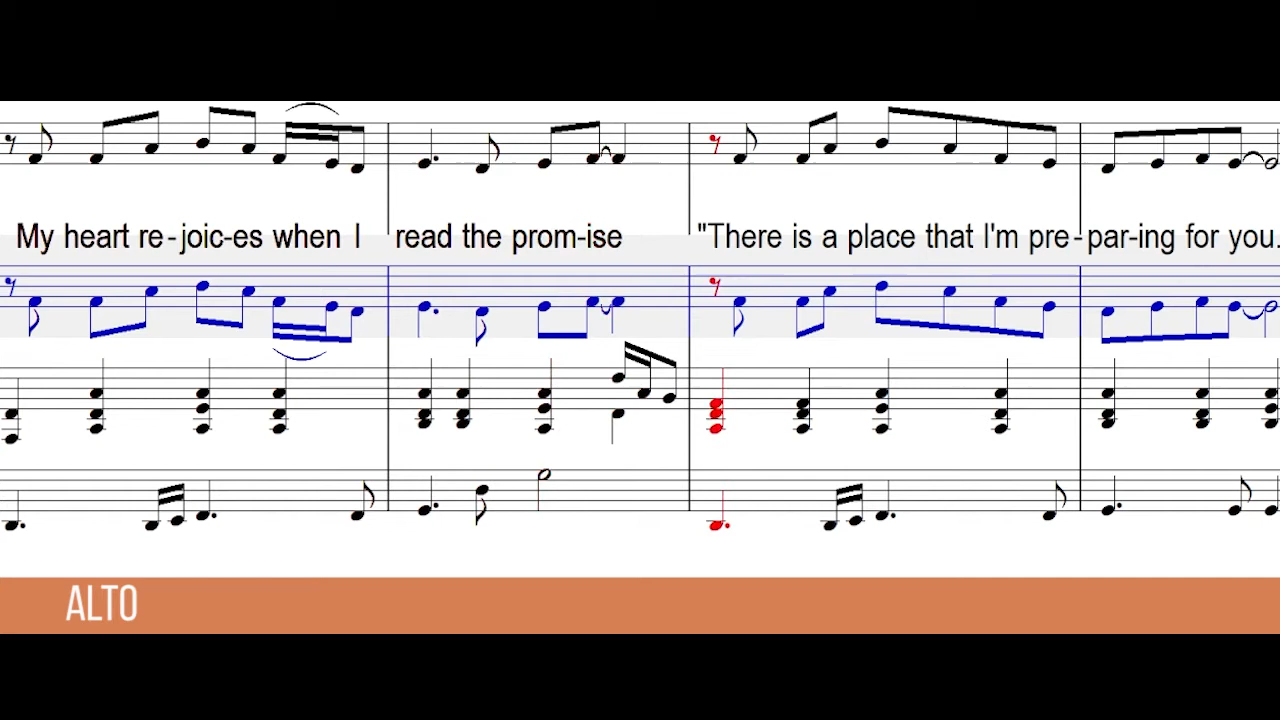 My heart re-joic-es when I read the prom-ise "There is a place that I'm pre-par-ing for you.
ALTO